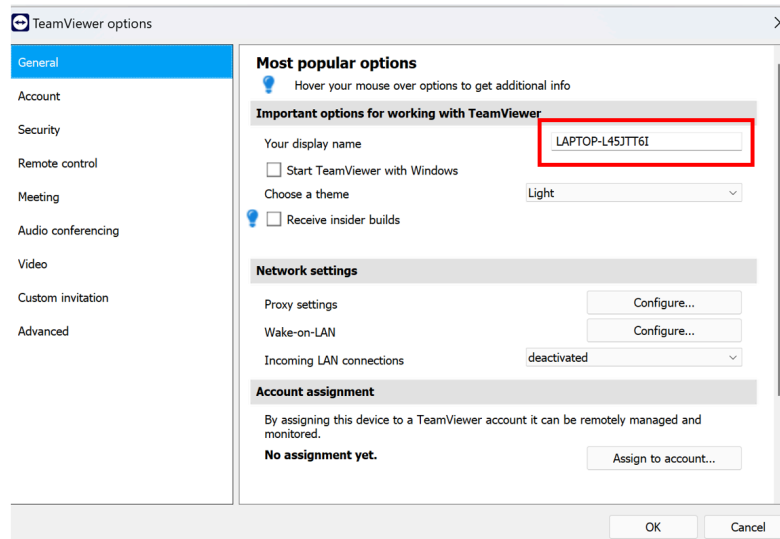 TeamViewer options
General
Account
Security
Remote control
Meeting
Audio conferencing
Video
Custom invitation
Advanced
Most popular options
Hover your mouse over options to get additional info
Important options for working with TeamViewer
Your display name
LAPTOP-L45JTT6I
Start TeamViewer with Windows
Choose a theme
Light
Receive insider builds
Network settings
Proxy settings
Configure...
Wake-on-LAN
Configure...
Incoming LAN connections
deactivated
Account assignment
By assigning this device to a TeamViewer account it can be remotely managed and
monitored.
No assignment yet.
Assign to account...
OK
Cancel